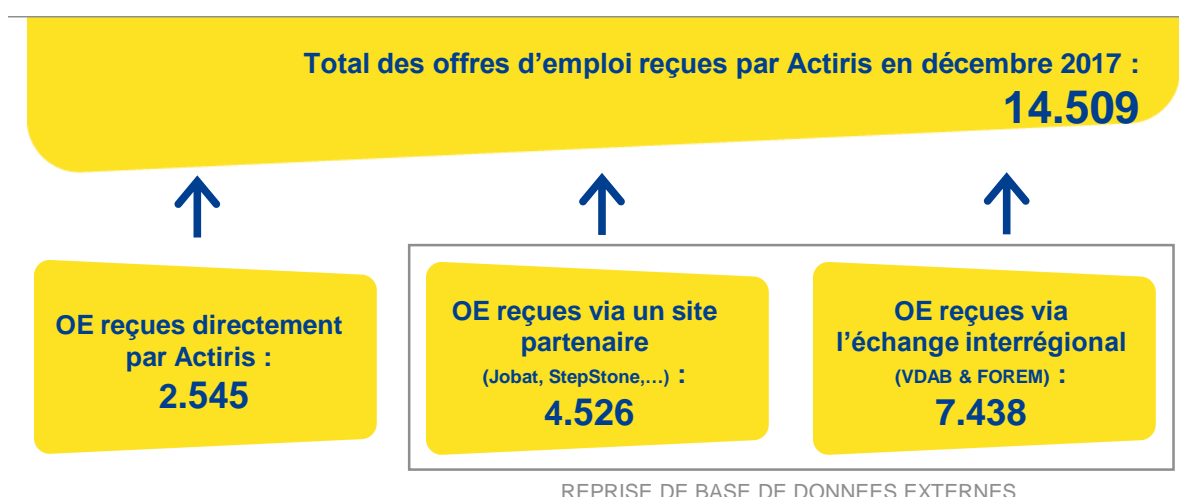 Total des offres d'emploi reçues par Actiris en décembre 2017 :
14.509
OE reçues directement
par Actiris :
2.545
OE reçues via un site
partenaire
(Jobat, StepStone,...) :
4.526
OE reçues via
l'échange interrégional
(VDAB & FOREM) :
7.438
REPRISE DE BASE DE DONNEES EXTERNES